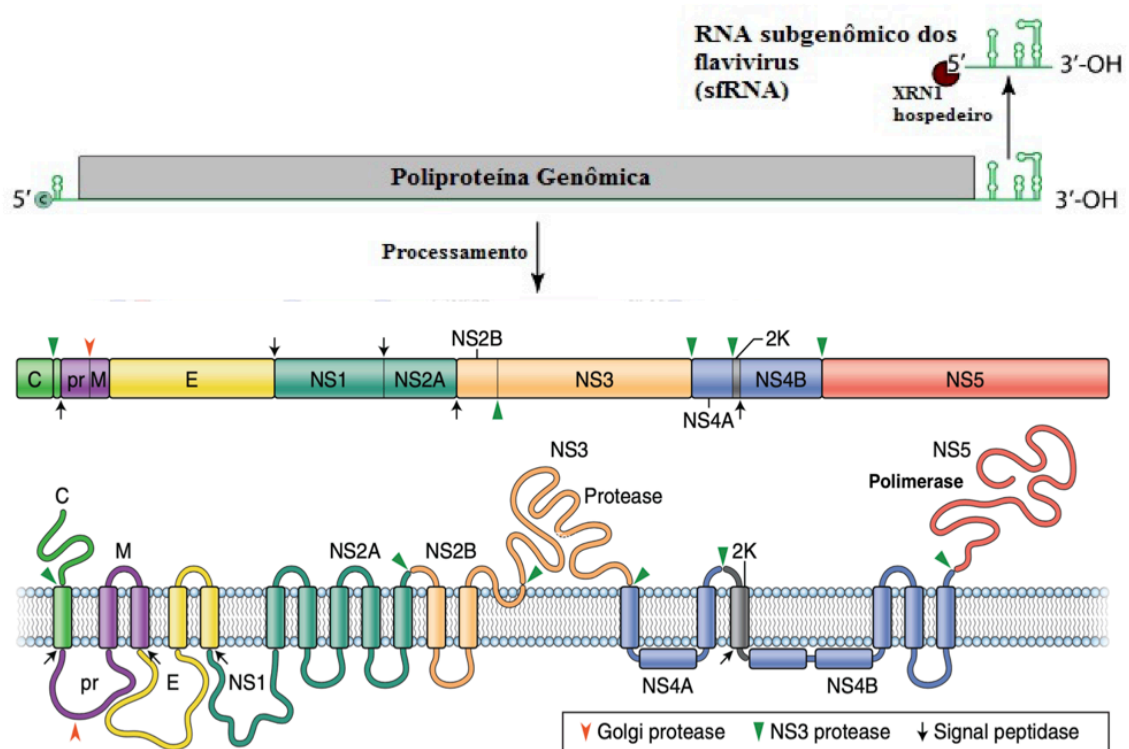 RNA subgenômico dos
flavivirus
(sfRNA)
5'
3'-OH
XRN1
hospedeiro
Poliproteína Genômica
5'
C
3'-OH
Processamento
NS2B
2K
C
pr
M
E
NS1
NS2A
NS3
NS4B
NS5
NS4A
NS3
NS5
Protease
Polimerase
C
M
NS2A
NS2B
2K
pr
E
NS1
NS4A
NS4B
Golgi protease
NS3 protease
Signal peptidase